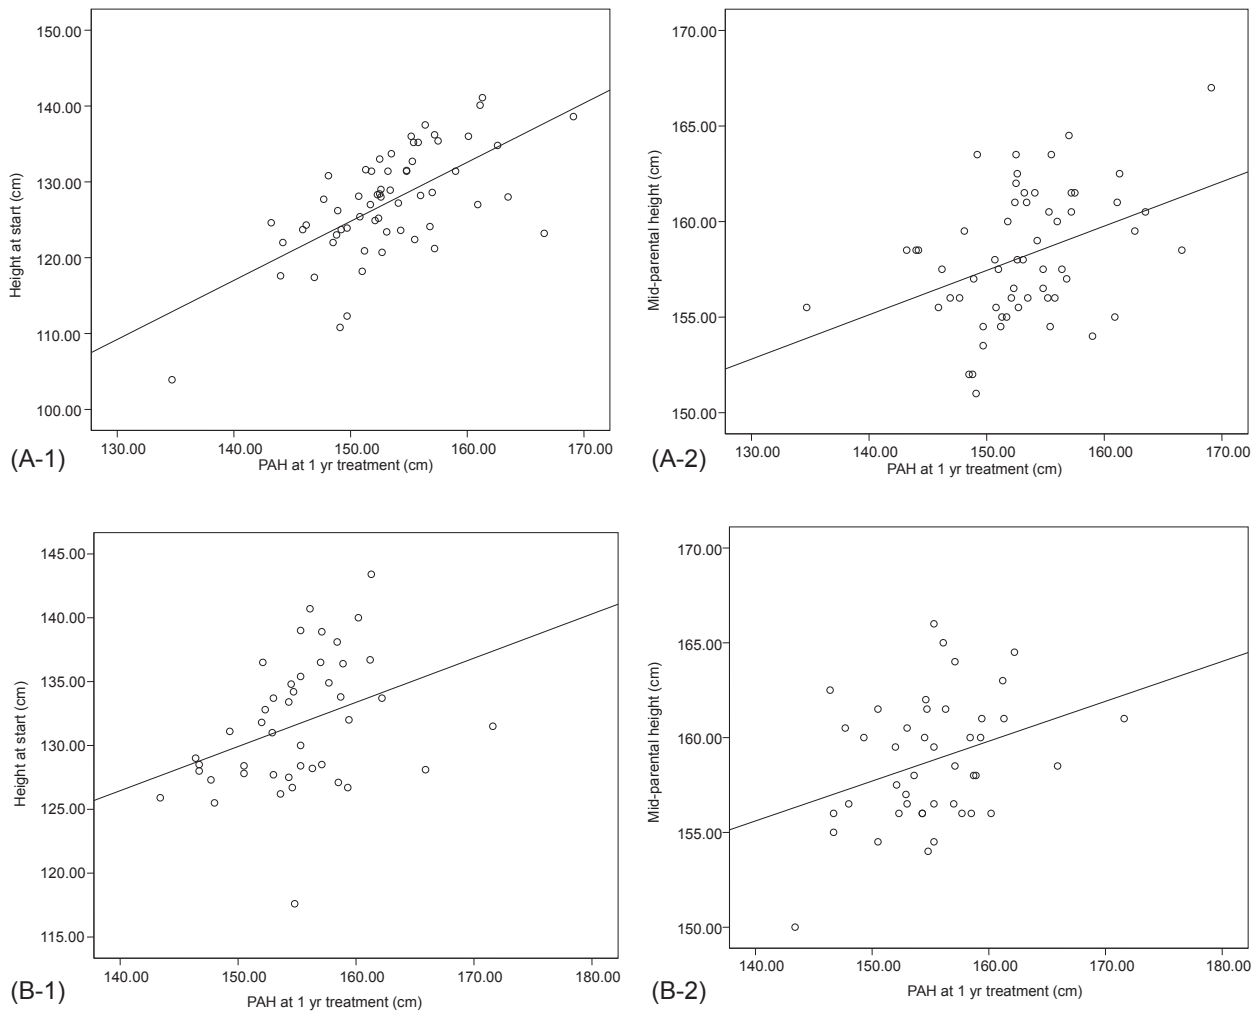 150.00
140.00
130.00
120.00
110.00
100.00
Height at start (cm)
130.00 140.00 150.00 160.00 170.00
PAH at 1 yr treatment (cm)
(A-1)
170.00
165.00
160.00
155.00
150.00
Mid-parental height (cm)
130.00 140.00 150.00 160.00 170.00
PAH at 1 yr treatment (cm)
(A-2)
145.00
140.00
135.00
130.00
125.00
120.00
115.00
Height at start (cm)
140.00 150.00 160.00 170.00 180.00
PAH at 1 yr treatment (cm)
(B-1)
170.00
165.00
160.00
155.00
150.00
Mid-parental height (cm)
140.00 150.00 160.00 170.00 180.00
PAH at 1 yr treatment (cm)
(B-2)